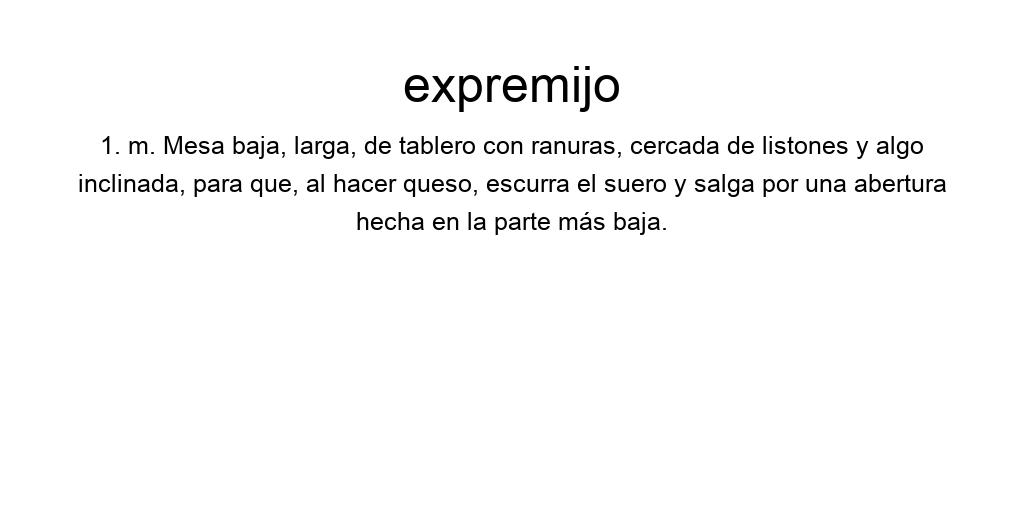 expremijo
1. m. Mesa baja, larga, de tablero con ranuras, cercada de listones y algo
inclinada, para que, al hacer queso, escurra el suero y salga por una abertura
hecha en la parte más baja.